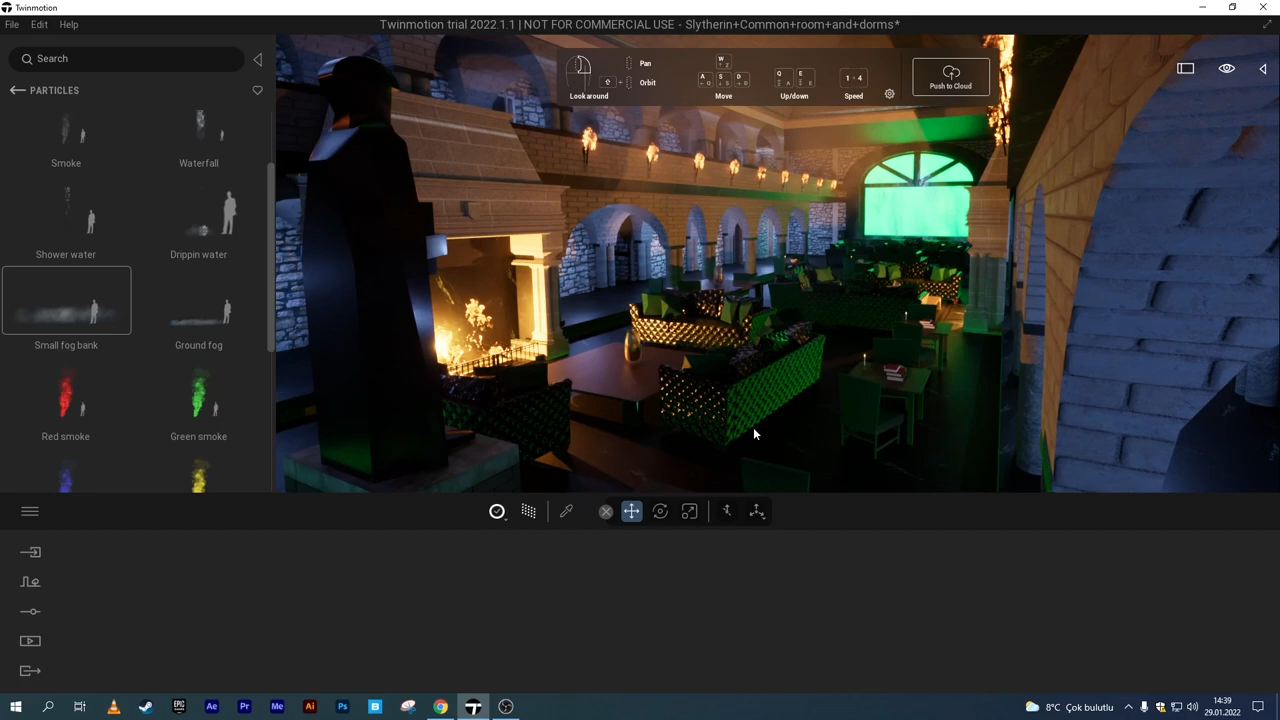 Twinmotion
File Edit Help
Twinmotion trial 2022.1.1 | NOT FOR COMMERCIAL USE - Slytherin+Common+room+and+dorms*
Search
PARTICLES
Smoke
Waterfall
Shower water
Drippin water
Small fog bank
Ground fog
Red smoke
Green smoke
Pan
Orbit
Look around
W
A S D
Move
Q E
Up/down
1 ÷ 4
Speed
Push to Cloud
8°C Çok bulutlu
14:39
29.01.2022